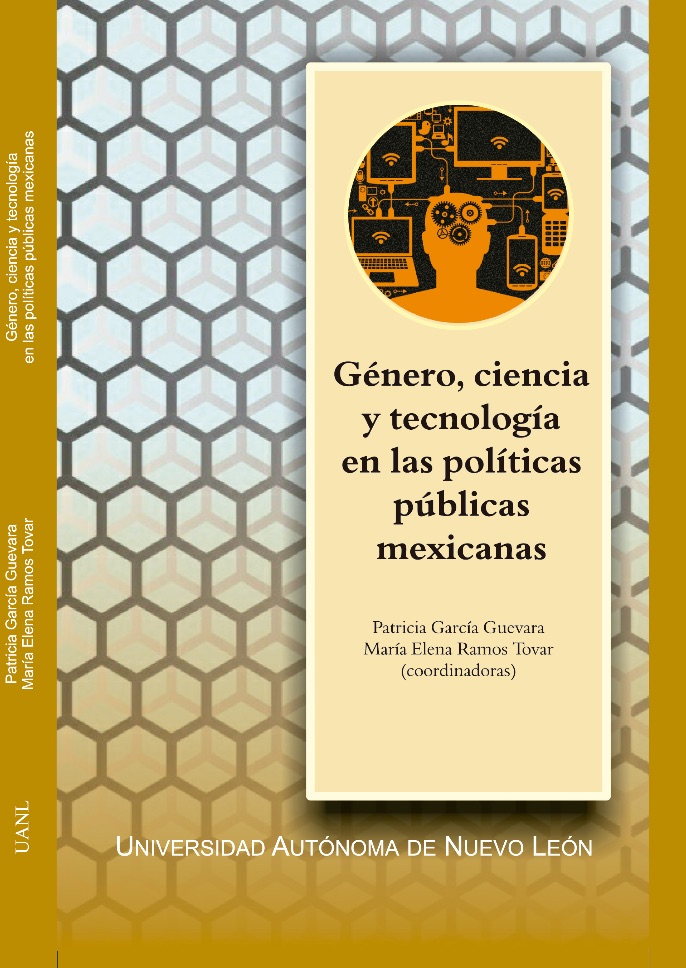 Género, ciencia y tecnología
en las políticas públicas mexicanas
Patricia García Guevara
María Elena Ramos Tovar
UANL
Género, ciencia
y tecnología
en las políticas
públicas
mexicanas
Patricia García Guevara
María Elena Ramos Tovar
(coordinadoras)
UNIVERSIDAD AUTÓNOMA DE NUEVO LEÓN